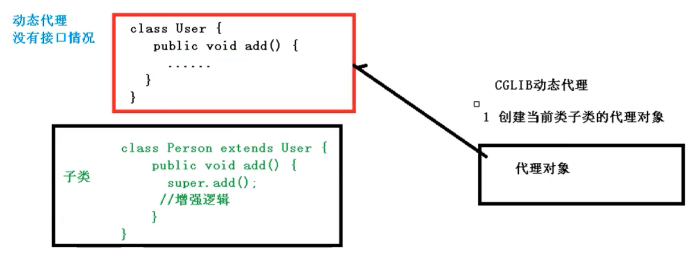 动态代理
没有接口情况
class User {
public void add() {
......
}
}
CGLIB动态代理
1 创建当前类子类的代理对象
代理对象
子类
class Person extends User {
public void add() {
super.add();
//增强逻辑
}
}